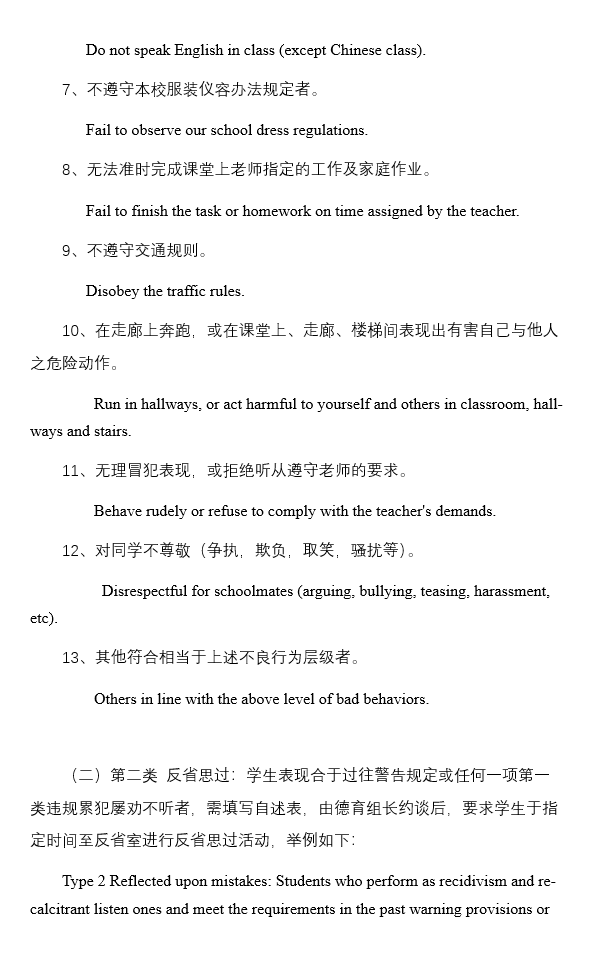 Do not speak English in class (except Chinese class).
7、不遵守本校服装仪容办法规定者。
Fail to observe our school dress regulations.
8、无法准时完成课堂上老师指定的工作及家庭作业。
Fail to finish the task or homework on time assigned by the teacher.
9、不遵守交通规则。
Disobey the traffic rules.
10、在走廊上奔跑，或在课堂上、走廊、楼梯间表现出有害自己与他人
之危险动作。
Run in hallways, or act harmful to yourself and others in classroom, hall-
ways and stairs.
11、无理冒犯表现，或拒绝听从遵守老师的要求。
Behave rudely or refuse to comply with the teacher's demands.
12、对同学不尊敬（争执，欺负，取笑，骚扰等）。
Disrespectful for schoolmates (arguing, bullying, teasing, harassment,
etc).
13、其他符合相当于上述不良行为层级者。
Others in line with the above level of bad behaviors.
（二）第二类 反省思过：学生表现合于过往警告规定或任何一项第一
类违规累犯屡劝不听者，需填写自述表，由德育组长约谈后，要求学生于指
定时间至反省室进行反省思过活动，举例如下：
Type 2 Reflected upon mistakes: Students who perform as recidivism and re-
calcitrant listen ones and meet the requirements in the past warning provisions or